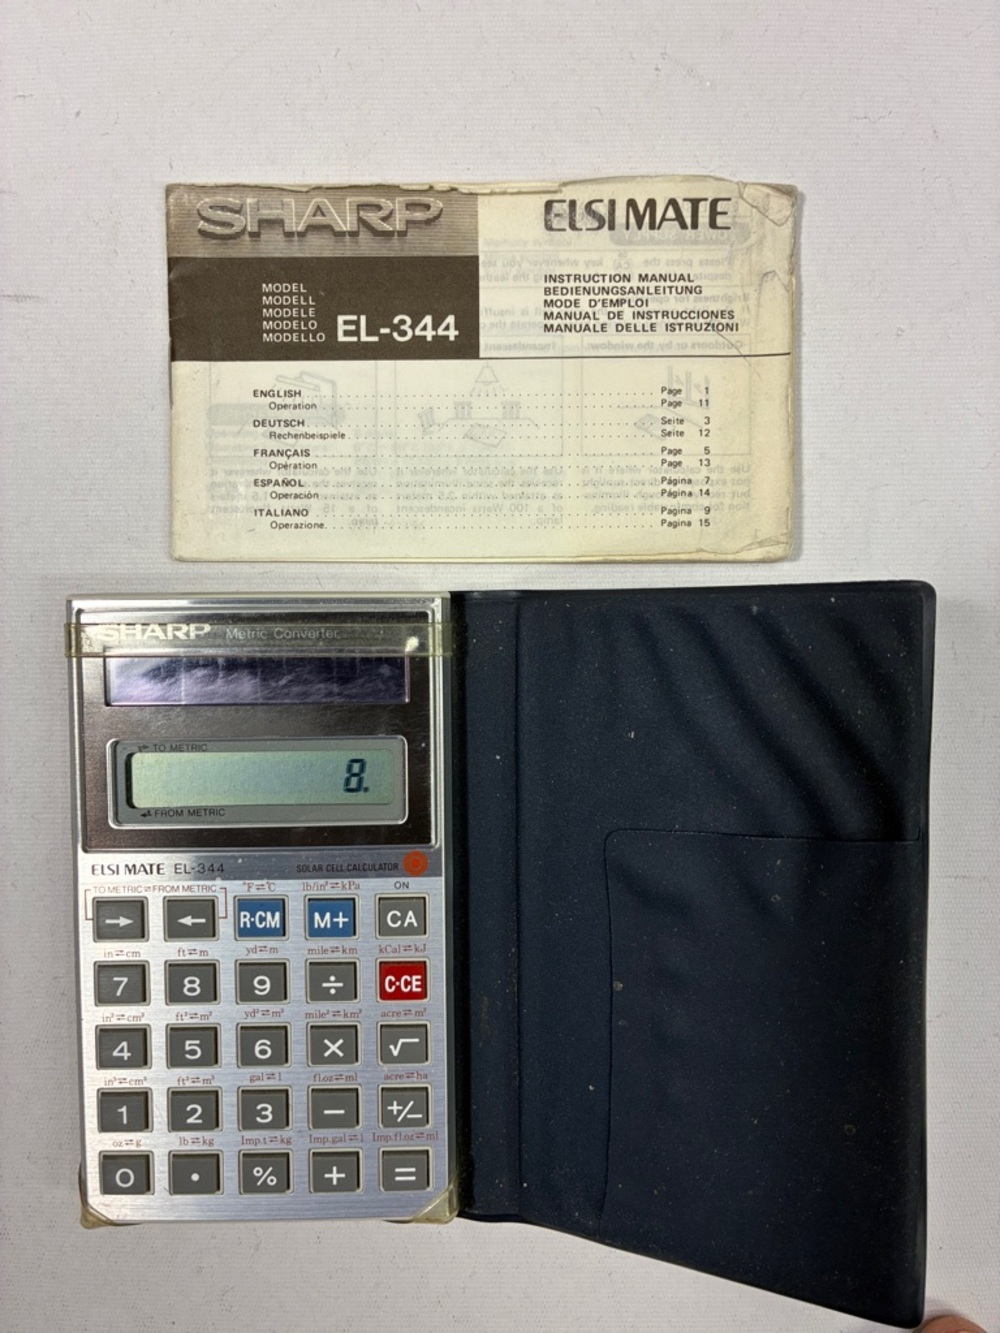 SHARP
ELSI MATE
MODEL
MODELL
MODELE
MODELO
MODELLO
EL-344
INSTRUCTION MANUAL
BEDIENUNGSANLEITUNG
MODE D'EMPLOI
MANUAL DE INSTRUCCIONES
MANUALE DELLE ISTRUZIONI
ENGLISH Page 1
Operation Page 11
DEUTSCH Seite 3
Rechenbeispiele Seite 12
FRANÇAIS Page 5
Opération Page 13
ESPAÑOL Página 7
Operación Página 14
ITALIANO Pagina 9
Operazione Pagina 15
SHARP Metric Converter
TO METRIC
8.
FROM METRIC
ELSI MATE EL-344 SOLAR CELL CALCULATOR
TO METRIC⇄FROM METRIC °F⇄°C lb/in²⇄kPa ON
→ ← R·CM M+ CA
in⇄cm ft⇄m yd⇄m mile⇄km kCal⇄kJ
7 8 9 ÷ C·CE
in²⇄cm² ft²⇄m² yd²⇄m² mile²⇄km² acre⇄m²
4 5 6 × √
in³⇄cm³ ft³⇄m³ gal⇄l fl.oz⇄ml acre⇄ha
1 2 3 − +/−
oz⇄g lb⇄kg Imp.t⇄kg Imp.gal⇄l Imp.fl.oz⇄ml
0 • % + =